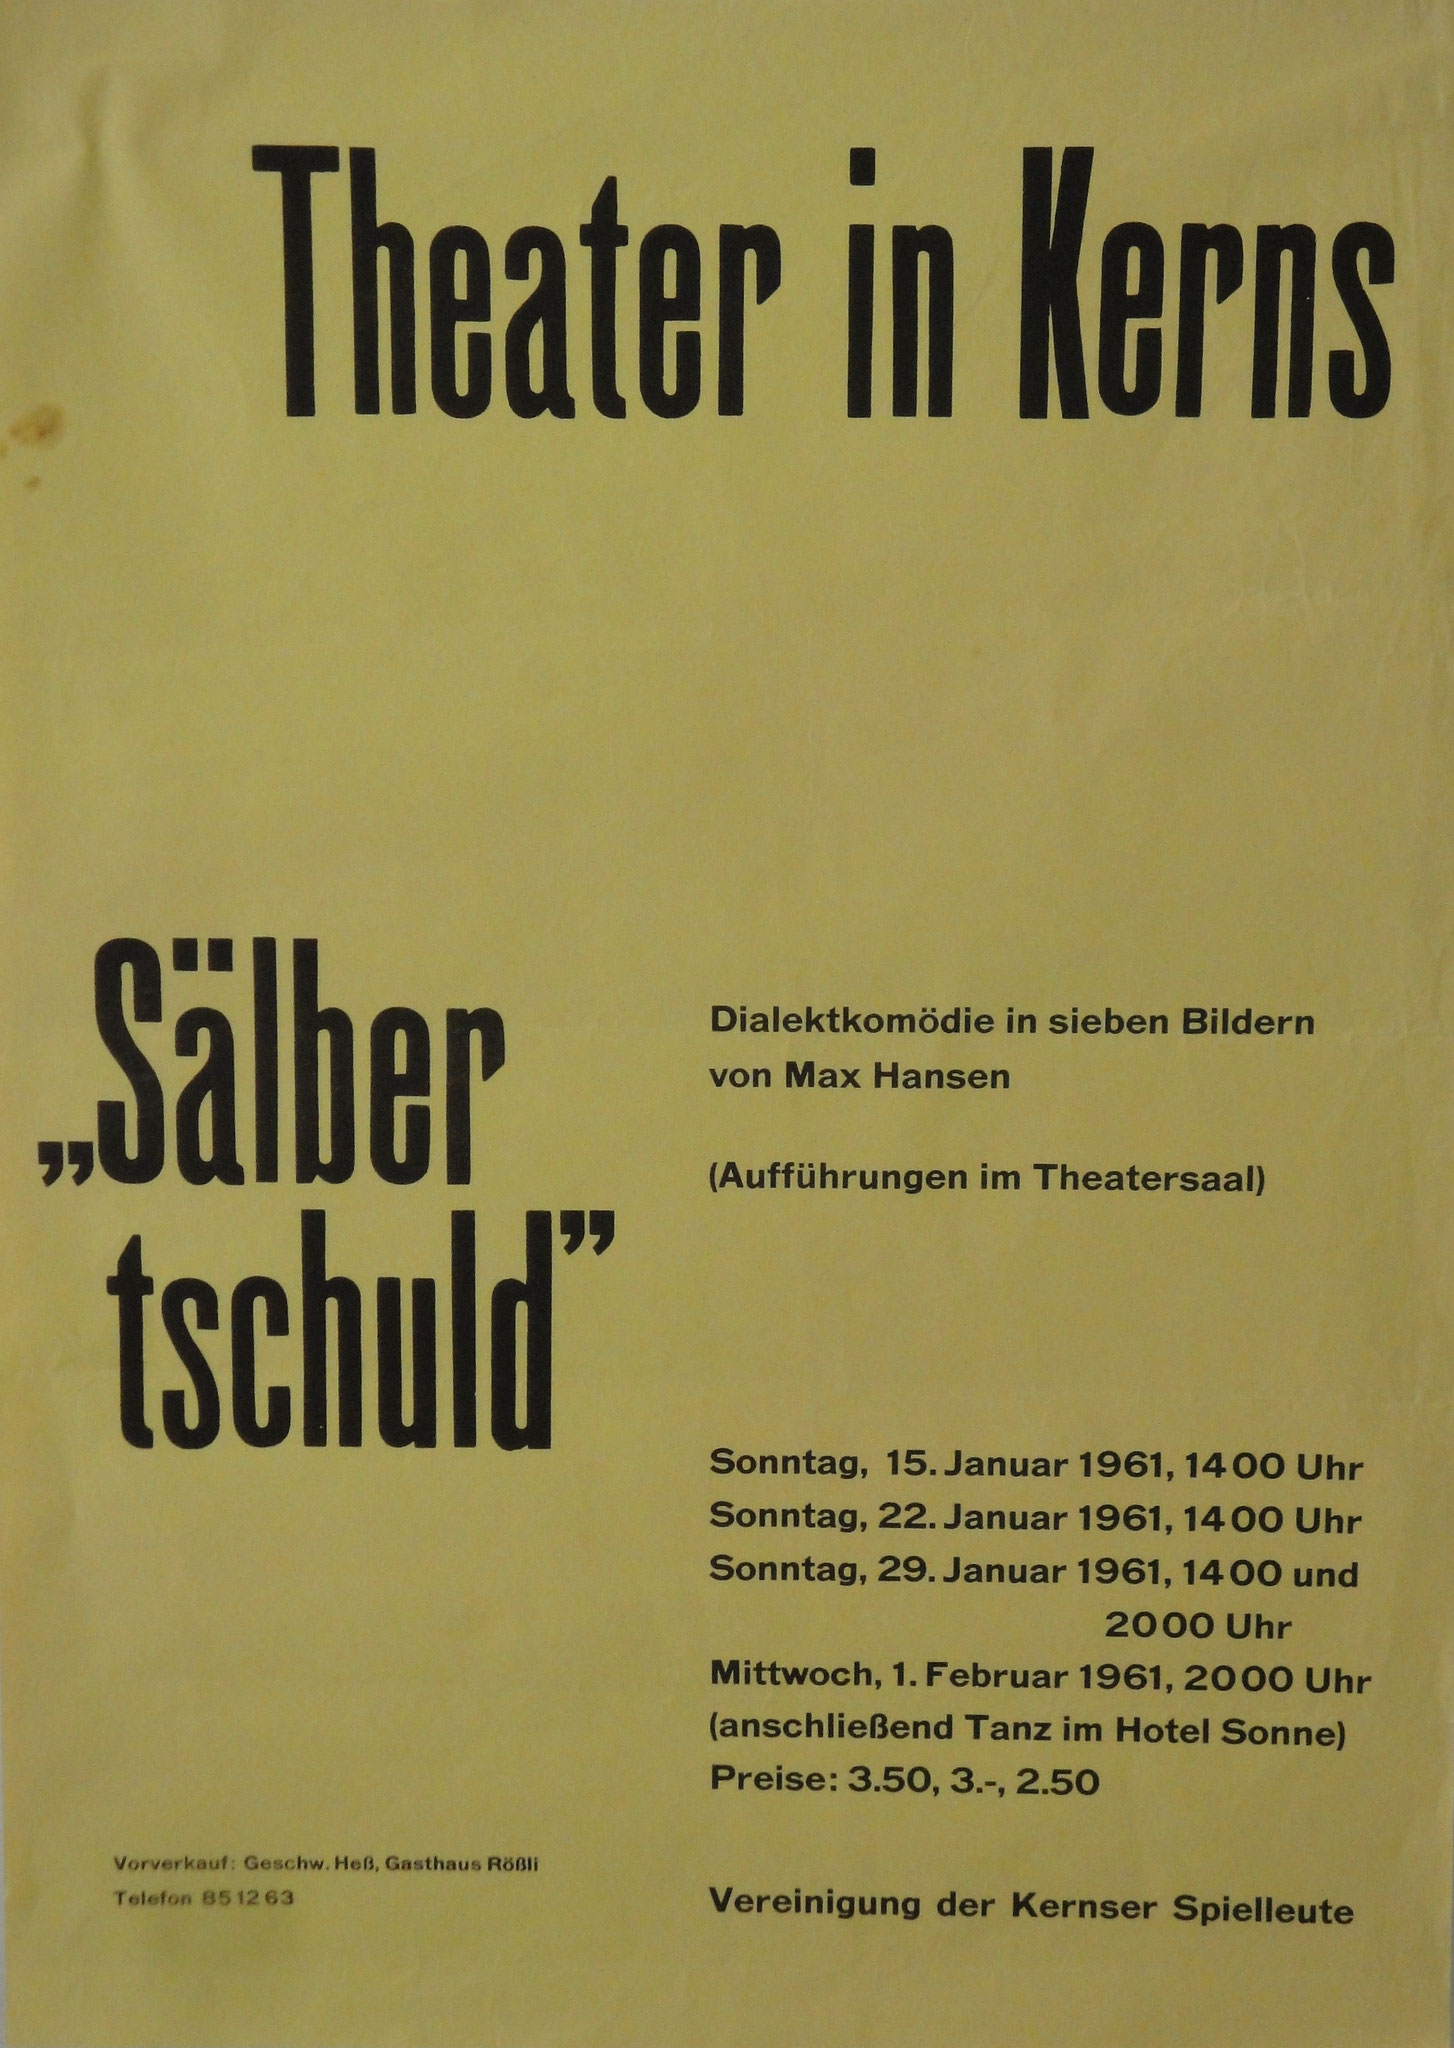 Theater in Kerns
„Sälber
tschuld”
Dialektkomödie in sieben Bildern
von Max Hansen
(Aufführungen im Theatersaal)
Sonntag, 15. Januar 1961, 1400 Uhr
Sonntag, 22. Januar 1961, 1400 Uhr
Sonntag, 29. Januar 1961, 1400 und
2000 Uhr
Mittwoch, 1. Februar 1961, 2000 Uhr
(anschließend Tanz im Hotel Sonne)
Preise: 3.50, 3.-, 2.50
Vorverkauf: Geschw. Heß, Gasthaus Rößli
Telefon 851263
Vereinigung der Kernser Spielleute